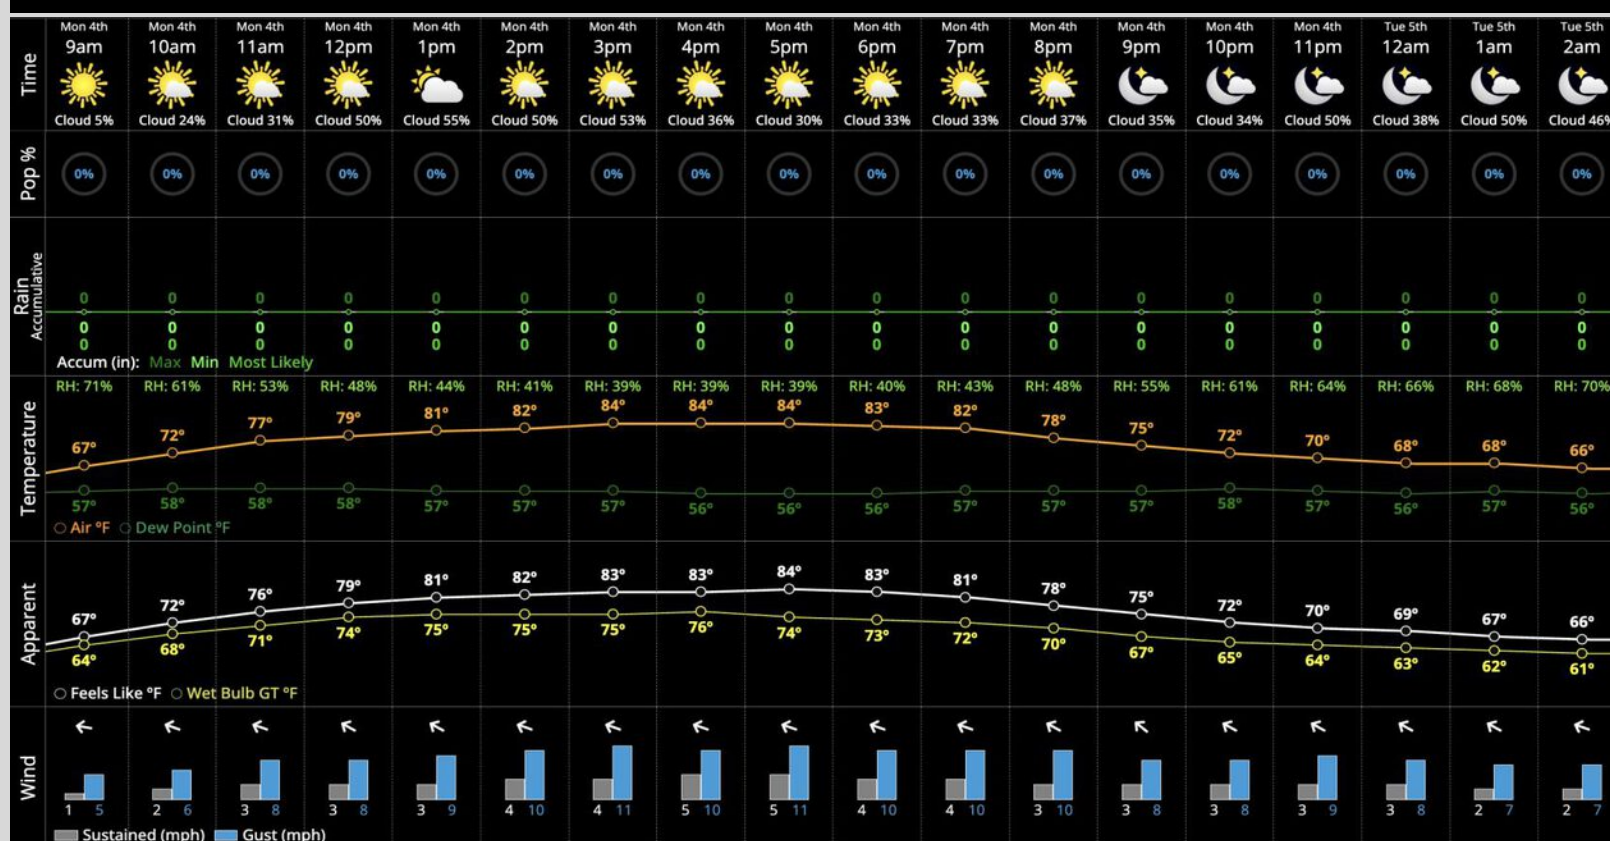 Mon 4th Mon 4th Mon 4th Mon 4th Mon 4th Mon 4th Mon 4th Mon 4th Mon 4th Mon 4th Mon 4th Mon 4th Mon 4th Mon 4th Mon 4th Tue 5th Tue 5th Tue 5th
Time
9am 10am 11am 12pm 1pm 2pm 3pm 4pm 5pm 6pm 7pm 8pm 9pm 10pm 11pm 12am 1am 2am
Cloud 5% Cloud 24% Cloud 31% Cloud 50% Cloud 55% Cloud 50% Cloud 53% Cloud 36% Cloud 30% Cloud 33% Cloud 33% Cloud 37% Cloud 35% Cloud 34% Cloud 50% Cloud 38% Cloud 50% Cloud 46%
Pop %
0% 0% 0% 0% 0% 0% 0% 0% 0% 0% 0% 0% 0% 0% 0% 0% 0% 0%
Rain
Accumulative
0 0 0 0 0 0 0 0 0 0 0 0 0 0 0 0 0 0
0 0 0 0 0 0 0 0 0 0 0 0 0 0 0 0 0 0
0 0 0 0 0 0 0 0 0 0 0 0 0 0 0 0 0 0
Accum (in): Max Min Most Likely
Temperature
RH: 71% RH: 61% RH: 53% RH: 48% RH: 44% RH: 41% RH: 39% RH: 39% RH: 39% RH: 40% RH: 43% RH: 48% RH: 55% RH: 61% RH: 64% RH: 66% RH: 68% RH: 70%
67° 72° 77° 79° 81° 82° 84° 84° 84° 83° 82° 78° 75° 72° 70° 68° 68° 66°
57° 58° 58° 58° 57° 57° 57° 56° 56° 56° 57° 57° 57° 58° 57° 56° 57° 56°
Air ºF Dew Point ºF
Apparent
67° 72° 76° 79° 81° 82° 83° 83° 84° 83° 81° 78° 75° 72° 70° 69° 67° 66°
64° 68° 71° 74° 75° 75° 75° 76° 74° 73° 72° 70° 67° 65° 64° 63° 62° 61°
Feels Like ºF Wet Bulb GT ºF
Wind
1 5 2 6 3 8 3 8 3 9 4 10 4 11 5 10 5 11 4 10 4 10 3 10 3 8 3 8 3 9 3 8 2 7 2 7
Sustained (mph) Gust (mph)